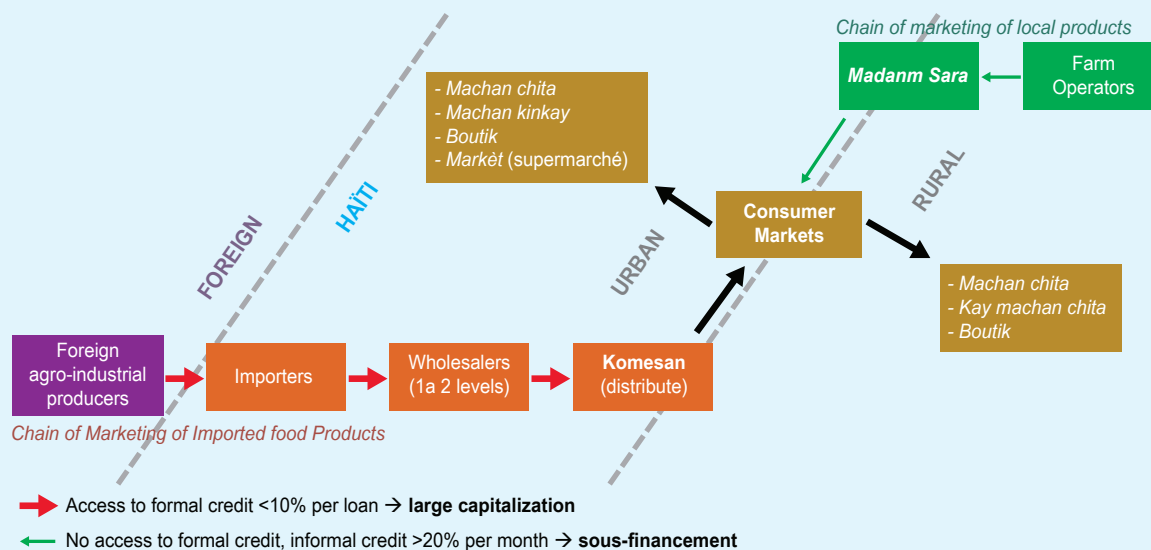 Chain of marketing of local products
Madanm Sara
Farm
Operators
- Machan chita
- Machan kinkay
- Boutik
- Markèt (supermarché)
FOREIGN
HAÏTI
URBAN
RURAL
Consumer
Markets
- Machan chita
- Kay machan chita
- Boutik
Foreign
agro-industrial
producers
Importers
Wholesalers
(1a 2 levels)
Komesan
(distribute)
Chain of Marketing of Imported food Products
Access to formal credit <10% per loan → large capitalization
No access to formal credit, informal credit >20% per month → sous-financement